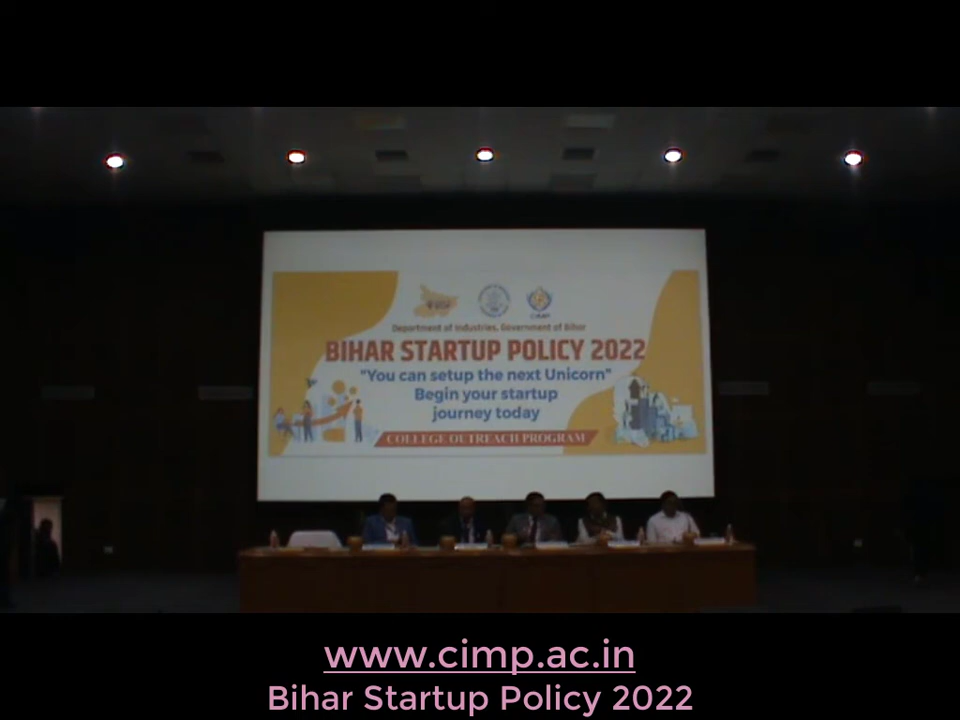 Department of Industries, Government of Bihar
BIHAR STARTUP POLICY 2022
"You can setup the next Unicorn"
Begin your startup
journey today
COLLEGE OUTREACH PROGRAM
www.cimp.ac.in
Bihar Startup Policy 2022